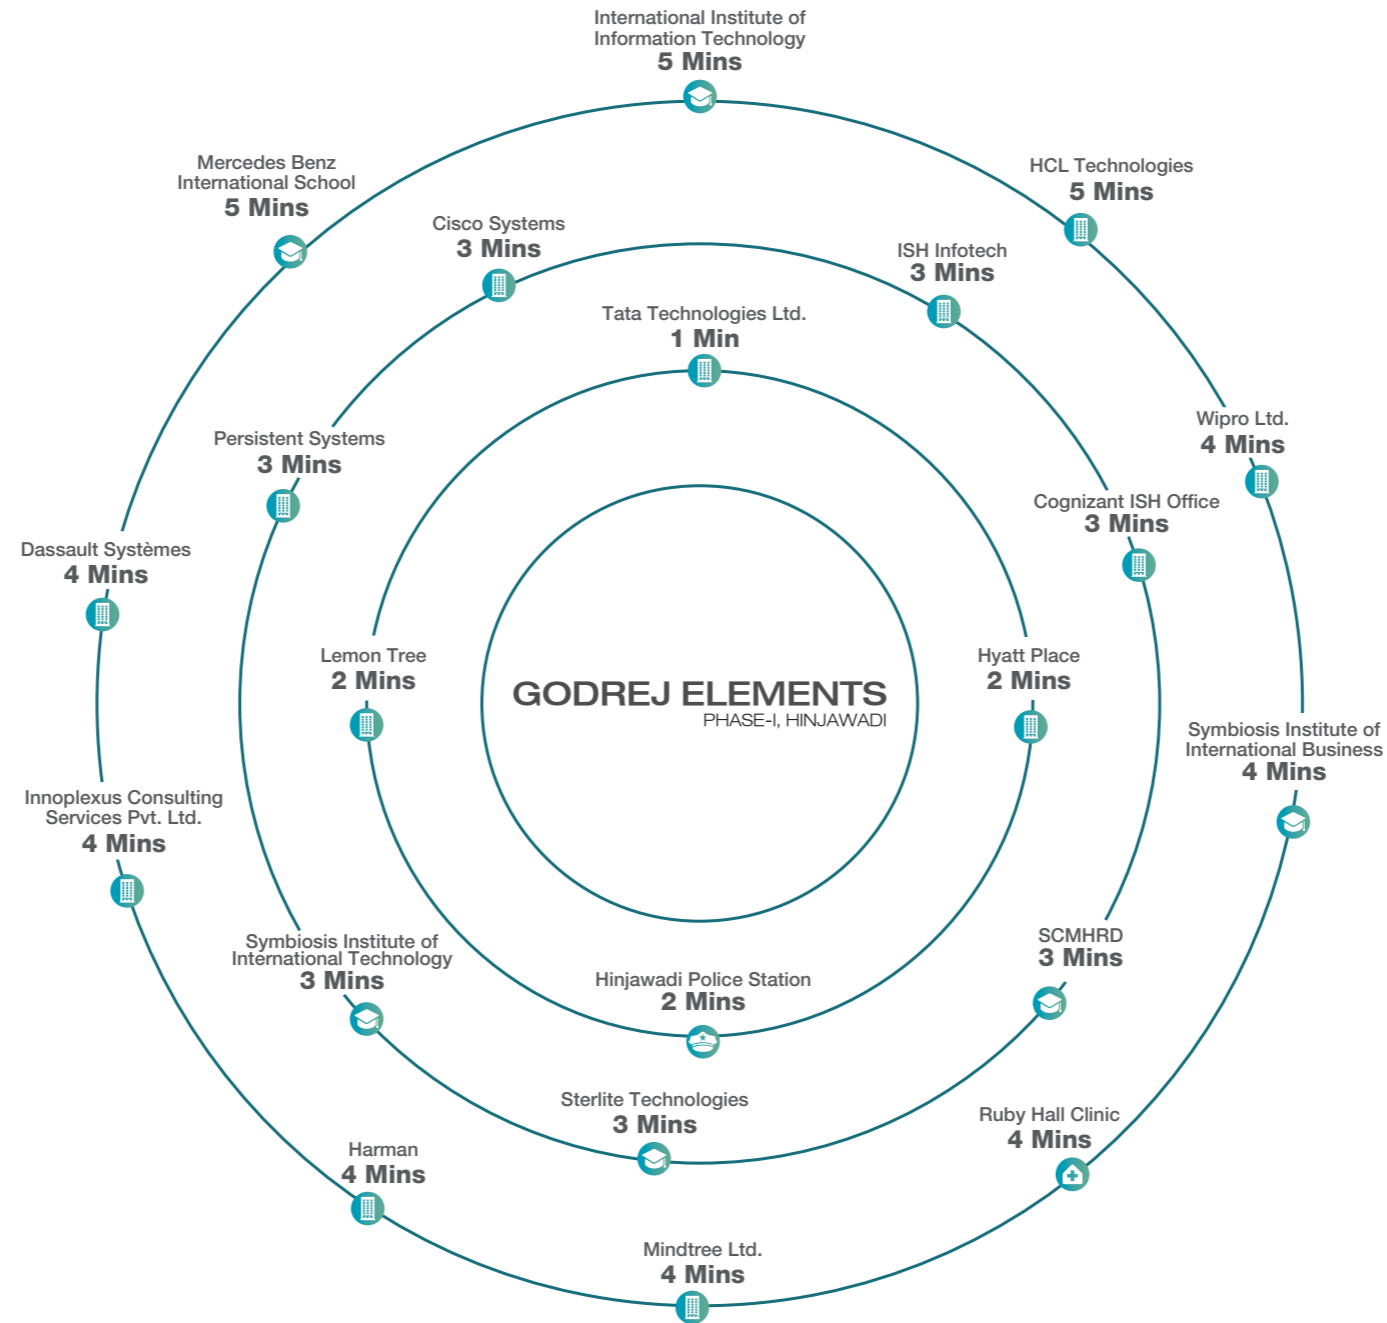 International Institute of
Information Technology
5 Mins
Mercedes Benz
International School
5 Mins
HCL Technologies
5 Mins
Cisco Systems
3 Mins
ISH Infotech
3 Mins
Tata Technologies Ltd.
1 Min
Persistent Systems
3 Mins
Wipro Ltd.
4 Mins
Cognizant ISH Office
3 Mins
Dassault Systèmes
4 Mins
Lemon Tree
2 Mins
Hyatt Place
2 Mins
GODREJ ELEMENTS
PHASE-I, HINJAWADI
Symbiosis Institute of
International Business
4 Mins
Innoplexus Consulting
Services Pvt. Ltd.
4 Mins
Symbiosis Institute of
International Technology
3 Mins
SCMHRD
3 Mins
Hinjawadi Police Station
2 Mins
Sterlite Technologies
3 Mins
Ruby Hall Clinic
4 Mins
Harman
4 Mins
Mindtree Ltd.
4 Mins